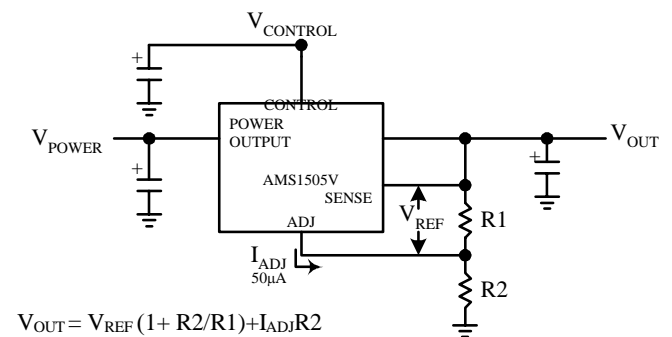 VCONTROL
+
CONTROL
VPOWER
POWER
OUTPUT
VOUT
+
+
AMS1505V
SENSE
VREF
R1
ADJ
IADJ
50µA
R2
VOUT = VREF (1+ R2/R1)+IADJR2